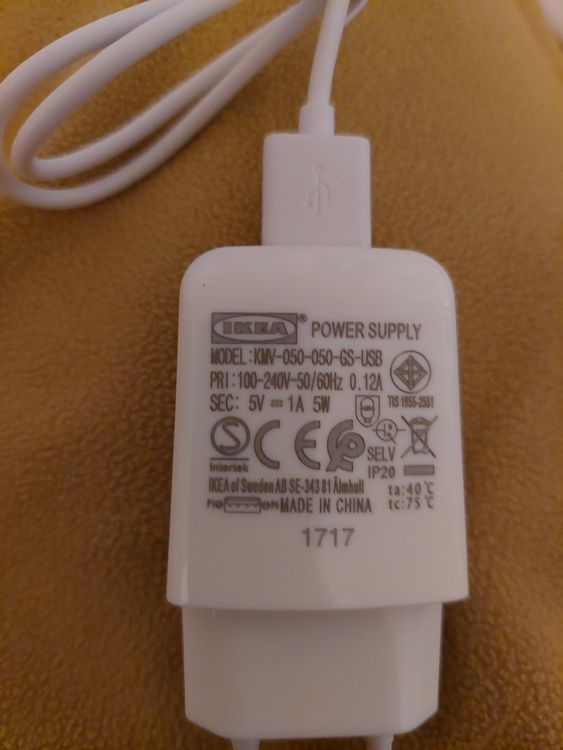 IKEA® POWER SUPPLY
MODEL:KMV-050-050-GS-USB
PRI:100-240V~50/60Hz 0.12A
SEC: 5V ⎓ 1A 5W
TIS 1955-2551
S CE
SELV
Intertek IP20
IKEA of Sweden AB SE-343 81 Älmhult ta:40℃
MADE IN CHINA tc:75℃
1717